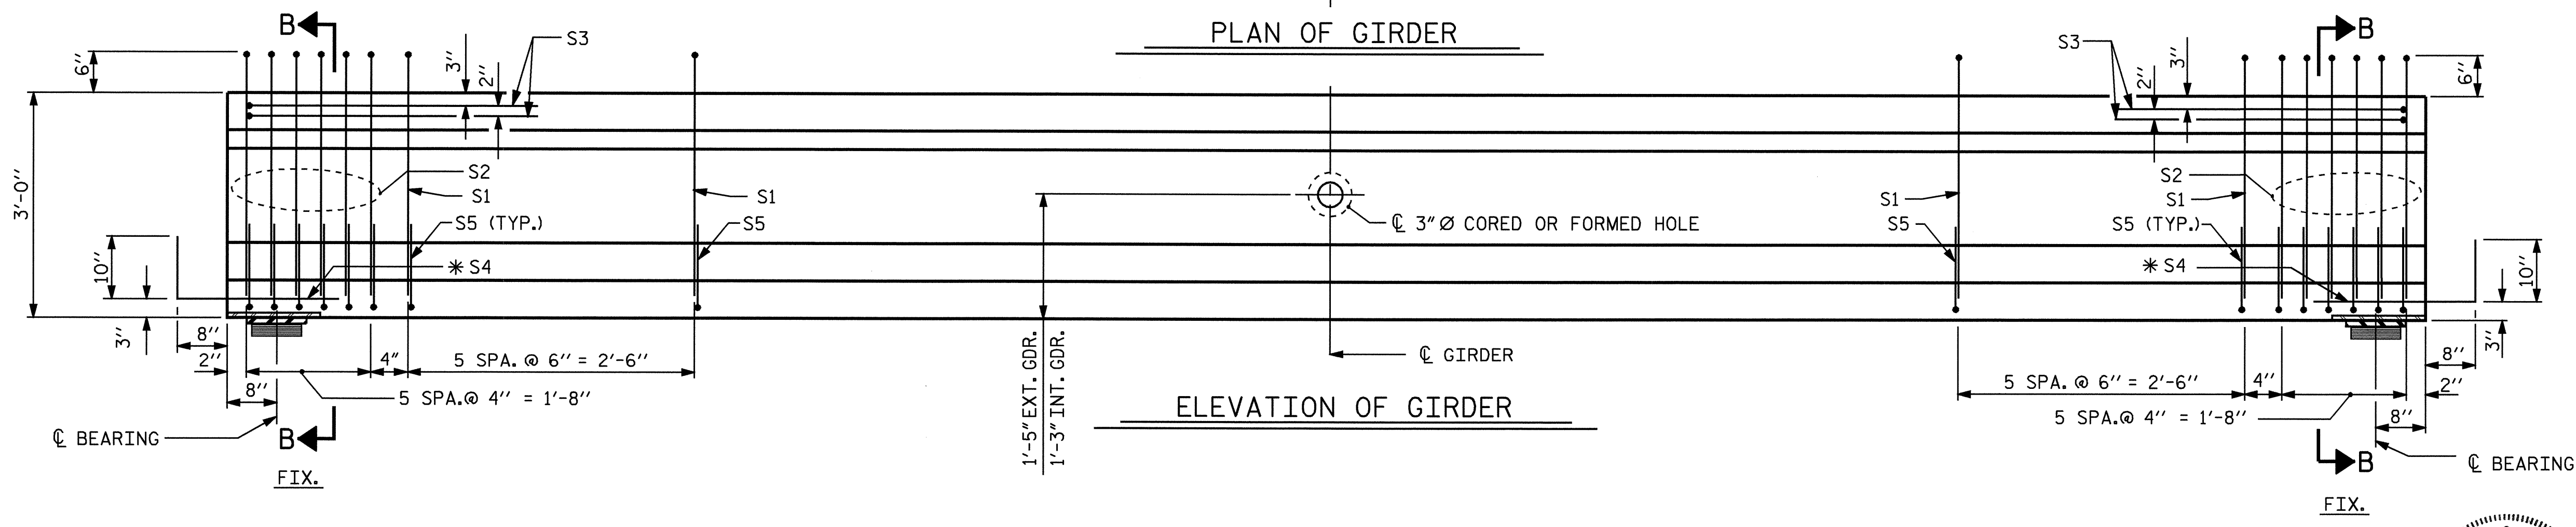 PLAN OF GIRDER
B
B
6"
3"
2"
S3
S3
2"
3"
6"
3'-0"
S2
S1
S1
S5 (TYP.)
S5
✳ S4
10"
3"
8"
2"
4"
5 SPA. @ 6" = 2'-6"
8"
5 SPA.@ 4" = 1'-8"
℄ BEARING
B
FIX.
℄ 3" Ø CORED OR FORMED HOLE
1'-5" EXT. GDR.
1'-3" INT. GDR.
℄ GIRDER
ELEVATION OF GIRDER
S1
S5
S2
S1
S5 (TYP.)
✳ S4
10"
3"
8"
5 SPA. @ 6" = 2'-6"
4"
2"
5 SPA.@ 4" = 1'-8"
8"
B
℄ BEARING
FIX.